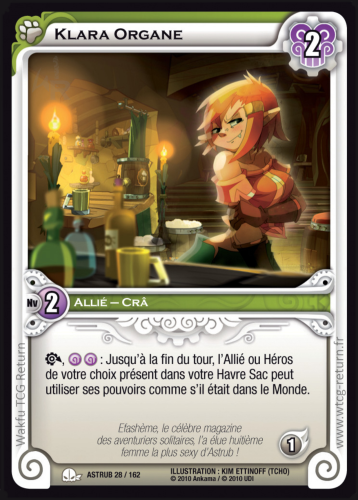 Klara Organe
2
Nv 2 Allié – Crâ
, : Jusqu'à la fin du tour, l'Allié ou Héros
de votre choix présent dans votre Havre Sac peut
utiliser ses pouvoirs comme s'il était dans le Monde.
Efashème, le célèbre magazine
des aventuriers solitaires, l'a élue huitième
femme la plus sexy d'Astrub !
1
ASTRUB 28 / 162
ILLUSTRATION : KIM ETTINOFF (TCHO)
© 2010 Ankama / © 2010 UDI
Wakfu TCG Return
www.wtcg-return.fr